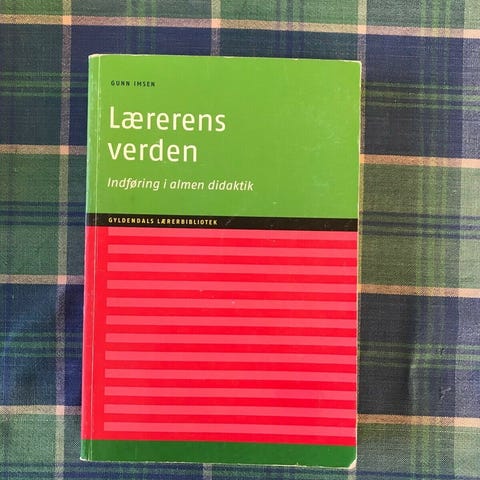 GUNN IMSEN
Lærerens
verden
Indføring i almen didaktik
GYLDENDALS LÆRERBIBLIOTEK